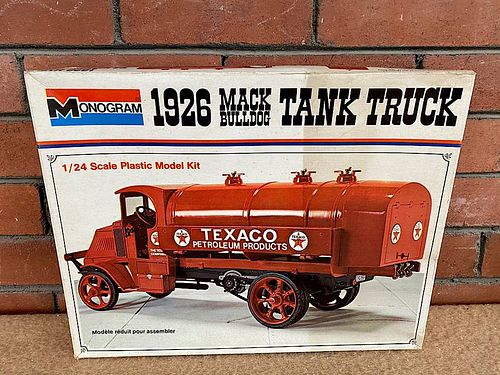 MONOGRAM
1926 MACK BULLDOG TANK TRUCK
1/24 Scale Plastic Model Kit
TEXACO
PETROLEUM PRODUCTS
Modèle réduit pour assembler